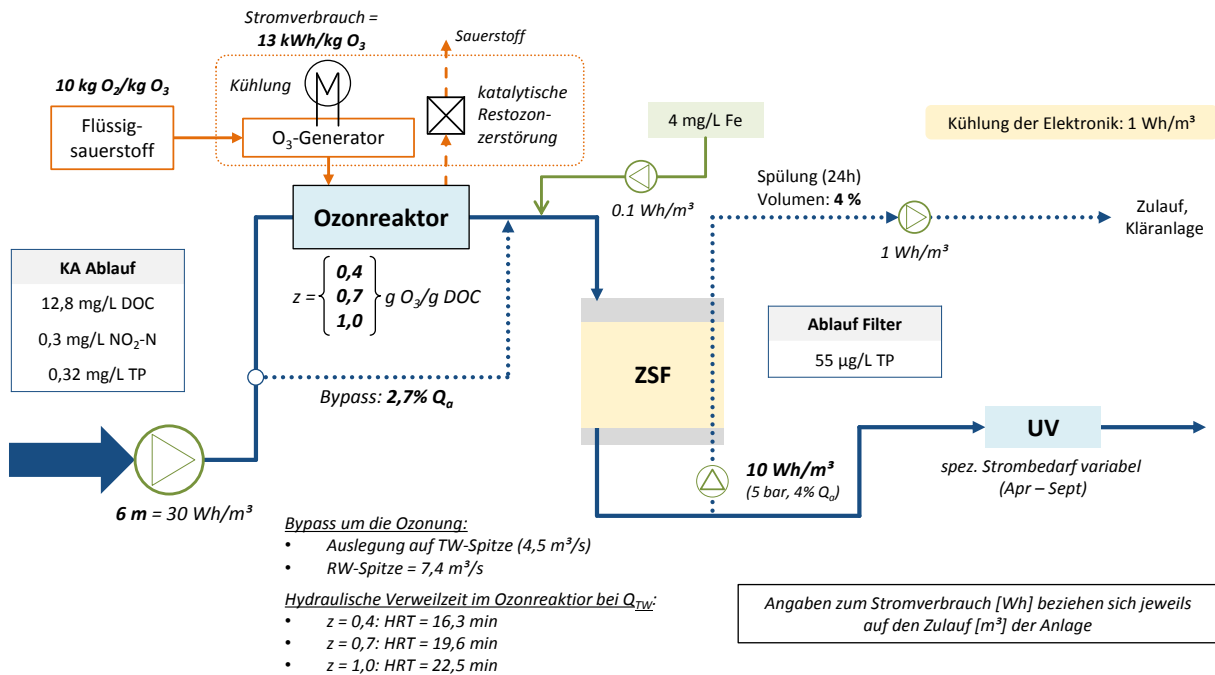 Stromverbrauch =
13 kWh/kg O₃
Sauerstoff
10 kg O₂/kg O₃
Kühlung
katalytische
Restozon-
zerstörung
Flüssig-
sauerstoff
O₃-Generator
4 mg/L Fe
Kühlung der Elektronik: 1 Wh/m³
Ozonreaktor
0.1 Wh/m³
Spülung (24h)
Volumen: 4 %
1 Wh/m³
Zulauf,
Kläranlage
KA Ablauf
12,8 mg/L DOC
0,3 mg/L NO₂-N
0,32 mg/L TP
0,4
z = 0,7 g O₃/g DOC
1,0
Bypass: 2,7% Qₐ
ZSF
Ablauf Filter
55 µg/L TP
UV
spez. Strombedarf variabel
(Apr – Sept)
10 Wh/m³
(5 bar, 4% Qₐ)
6 m = 30 Wh/m³
Bypass um die Ozonung:
• Auslegung auf TW-Spitze (4,5 m³/s)
• RW-Spitze = 7,4 m³/s
Hydraulische Verweilzeit im Ozonreaktior bei Q_TW:
• z = 0,4: HRT = 16,3 min
• z = 0,7: HRT = 19,6 min
• z = 1,0: HRT = 22,5 min
Angaben zum Stromverbrauch [Wh] beziehen sich jeweils
auf den Zulauf [m³] der Anlage